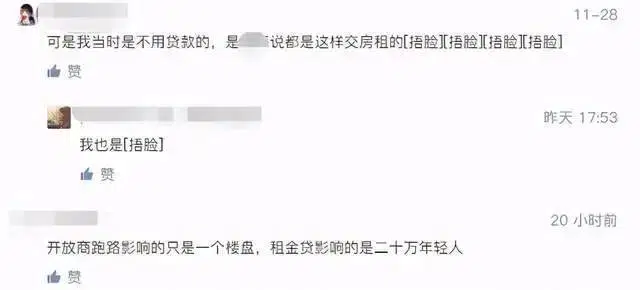 11-28
可是我当时是不用贷款的，是 说都是这样交房租的[捂脸][捂脸][捂脸][捂脸]
赞
昨天 17:53
我也是[捂脸]
赞
20 小时前
开放商跑路影响的只是一个楼盘，租金贷影响的是二十万年轻人
赞